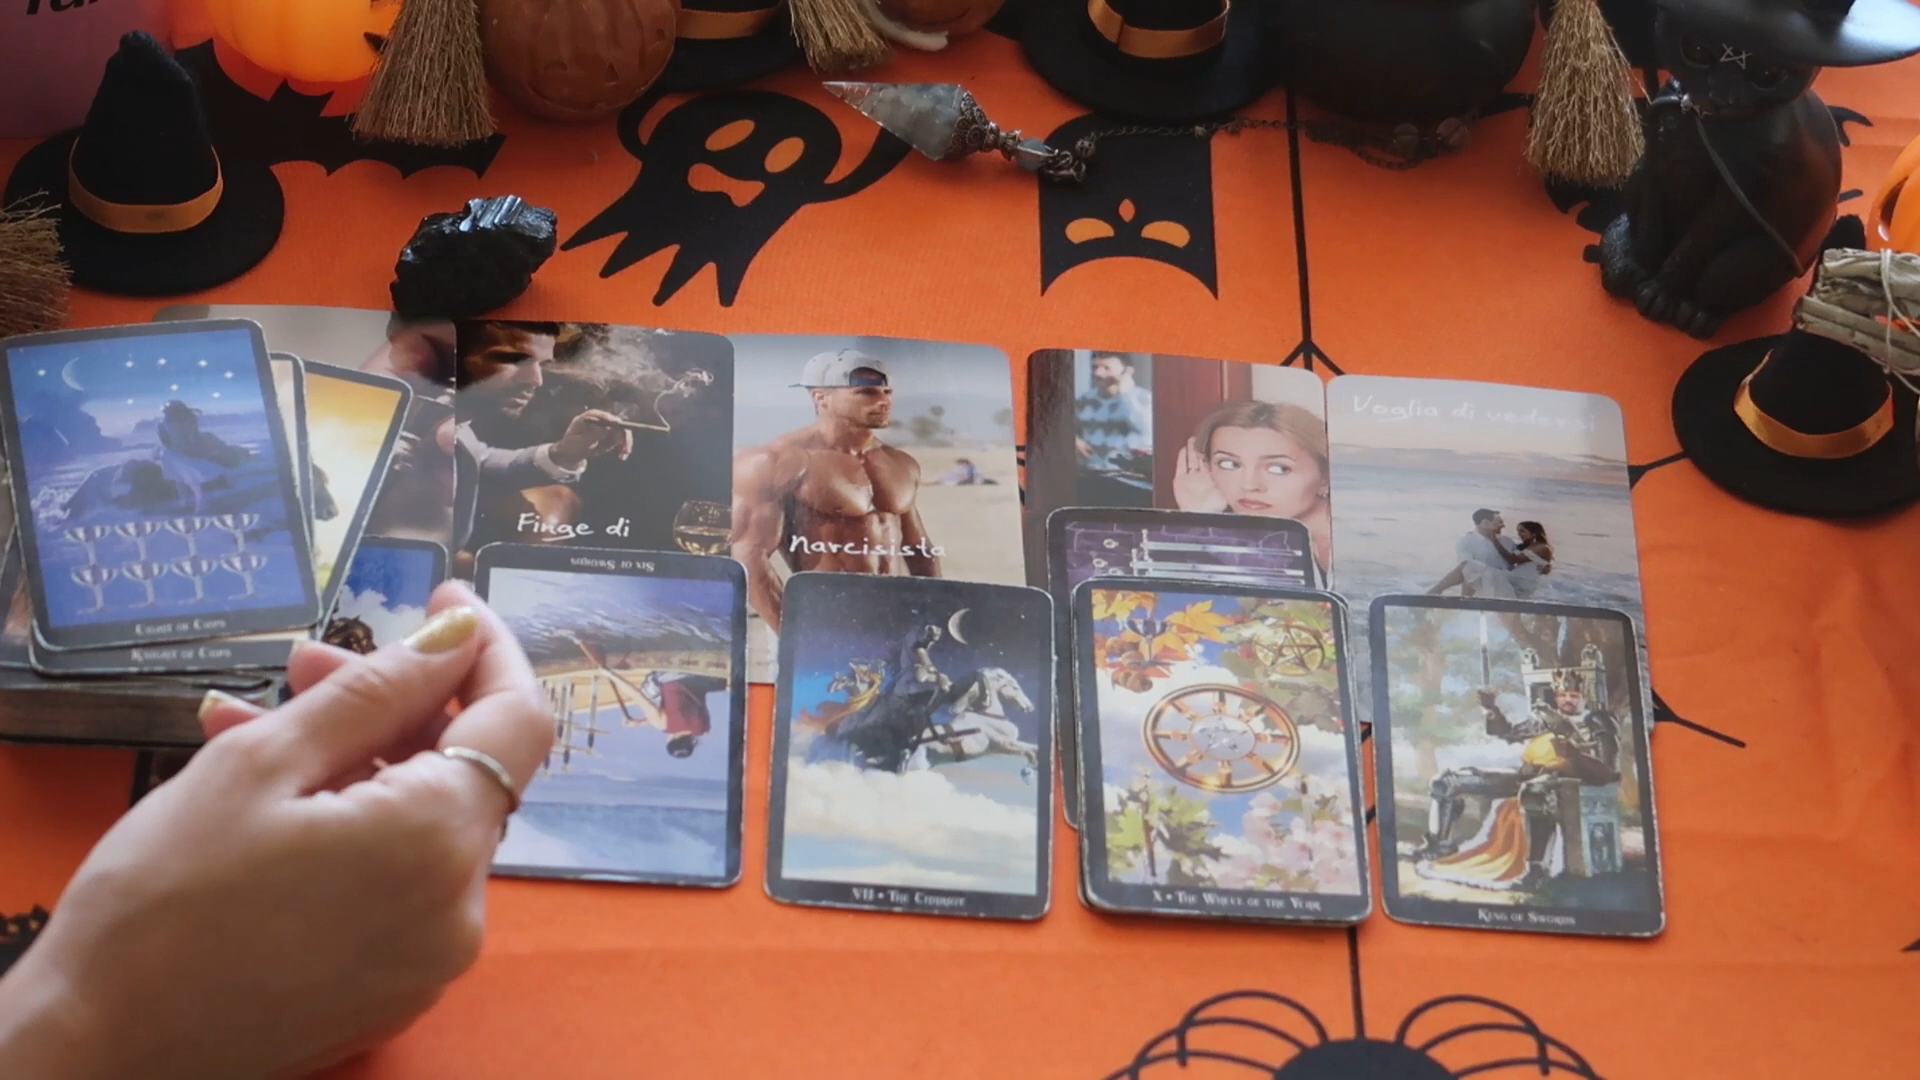 Voglia di vedersi
Finge di
Narcisista
SIX OF SWORDS
EIGHT OF CUPS
KNIGHT OF CUPS
VII • THE CHARIOT
X • THE WHEEL OF THE YEAR
KING OF SWORDS